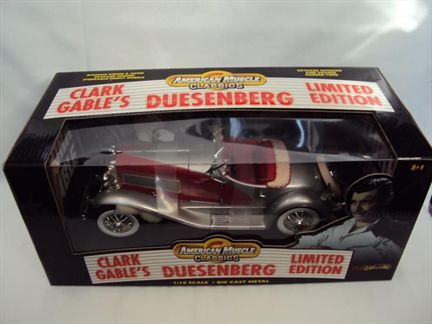 AMERICAN MUSCLE
CLASSICS
CLARK GABLE'S DUESENBERG LIMITED EDITION
8+
AMERICAN MUSCLE
CLASSICS
CLARK GABLE'S DUESENBERG LIMITED EDITION
1:18 SCALE • DIE CAST METAL